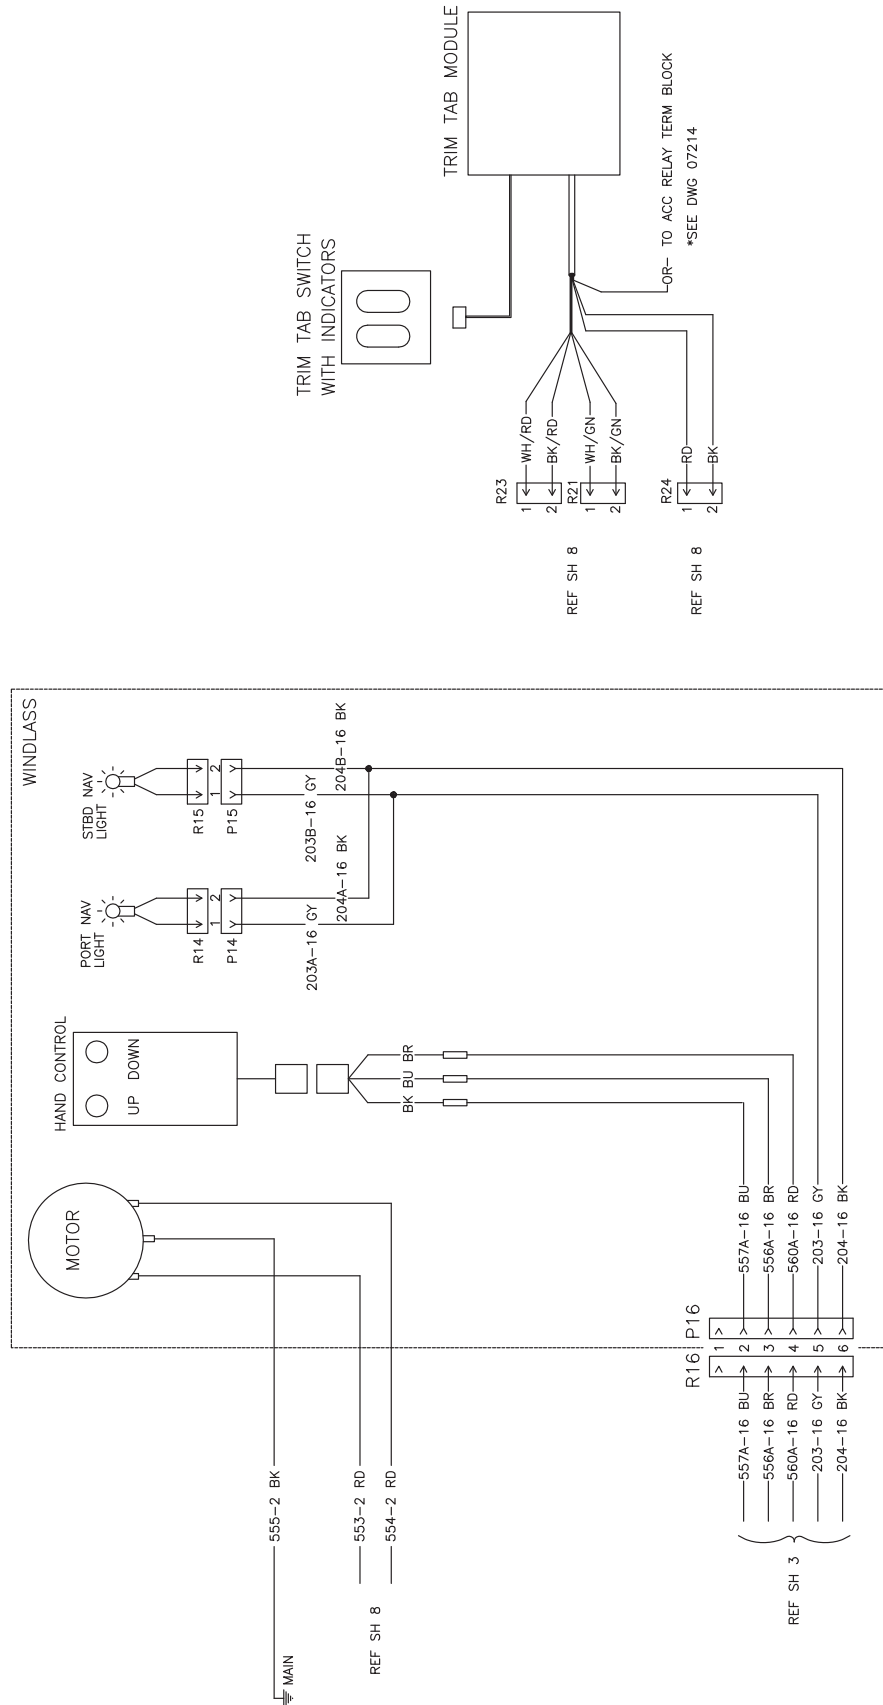 TRIM TAB MODULE
TRIM TAB SWITCH
WITH INDICATORS
OR
TO ACC RELAY TERM BLOCK
*SEE DWG 07214
R23
1
WH/RD
2
BK/RD
R21
1
WH/GN
2
BK/GN
R24
1
RD
2
BK
REF SH 8
REF SH 8
WINDLASS
STBD NAV
LIGHT
R15
1
2
P15
203B-16 GY
204B-16 BK
PORT NAV
LIGHT
R14
1
2
P14
203A-16 GY
204A-16 BK
HAND CONTROL
UP
DOWN
BK
BU
BR
MOTOR
557A-16 BU
556A-16 BR
560A-16 RD
203-16 GY
204-16 BK
R16
P16
1
2
3
4
5
6
557A-16 BU
556A-16 BR
560A-16 RD
203-16 GY
204-16 BK
REF SH 3
555-2 BK
553-2 RD
554-2 RD
REF SH 8
MAIN